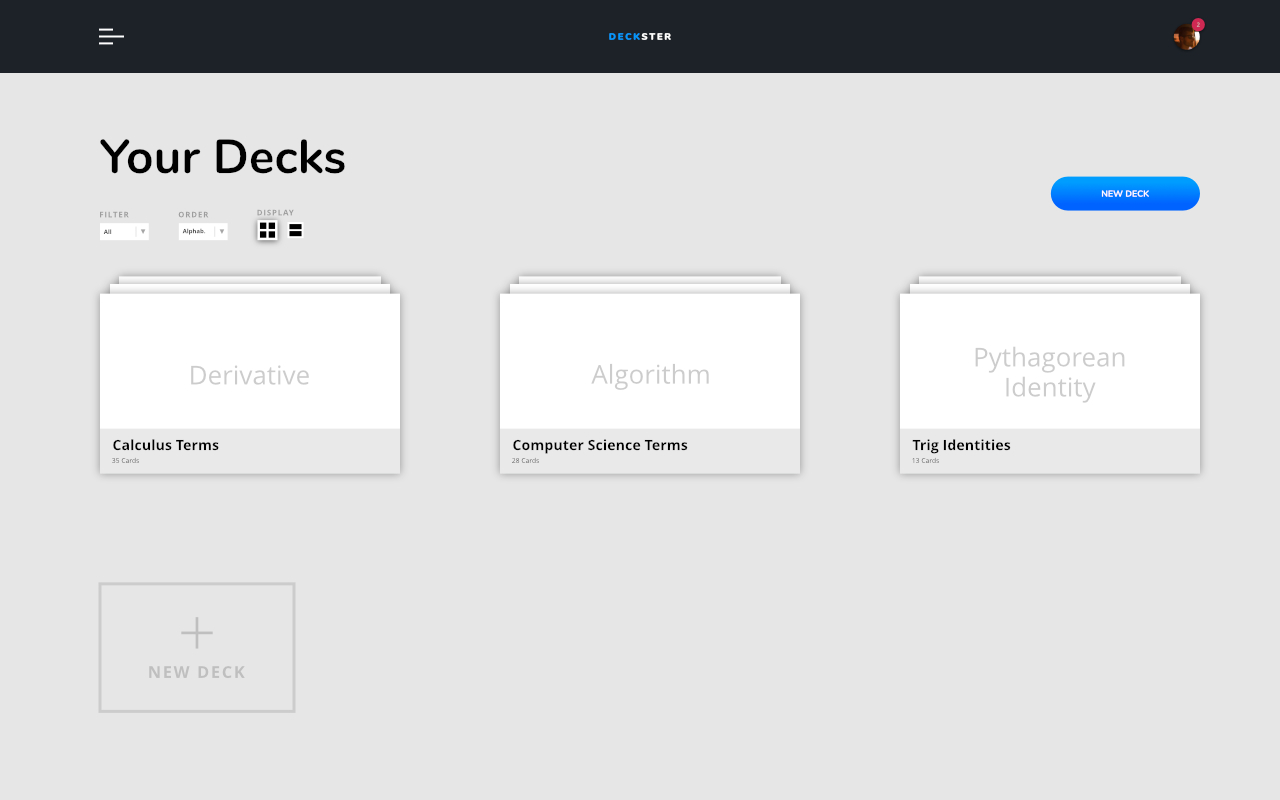 DECKSTER
2
Your Decks
NEW DECK
FILTER
ORDER
DISPLAY
All
Alphab.
Derivative
Algorithm
Pythagorean
Identity
Calculus Terms
35 Cards
Computer Science Terms
28 Cards
Trig Identities
13 Cards
NEW DECK